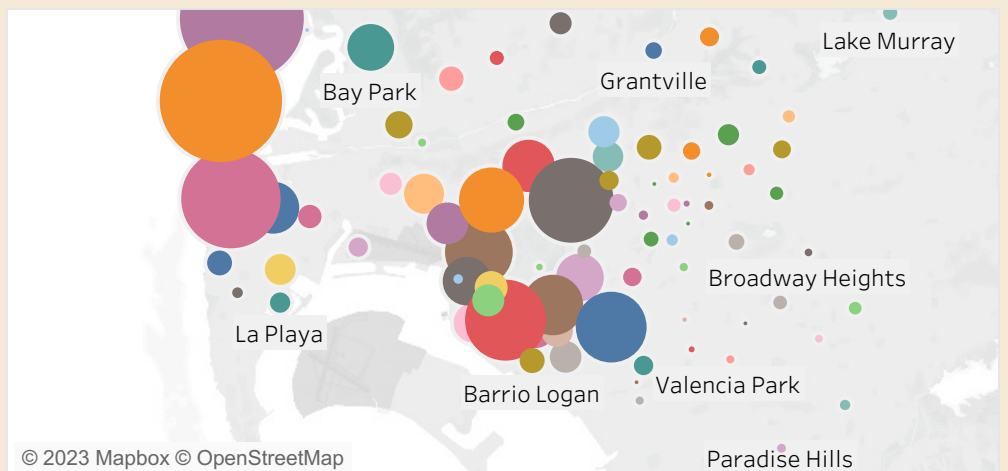 Lake Murray
Grantville
Bay Park
Broadway Heights
La Playa
Valencia Park
Barrio Logan
Paradise Hills
© 2023 Mapbox © OpenStreetMap